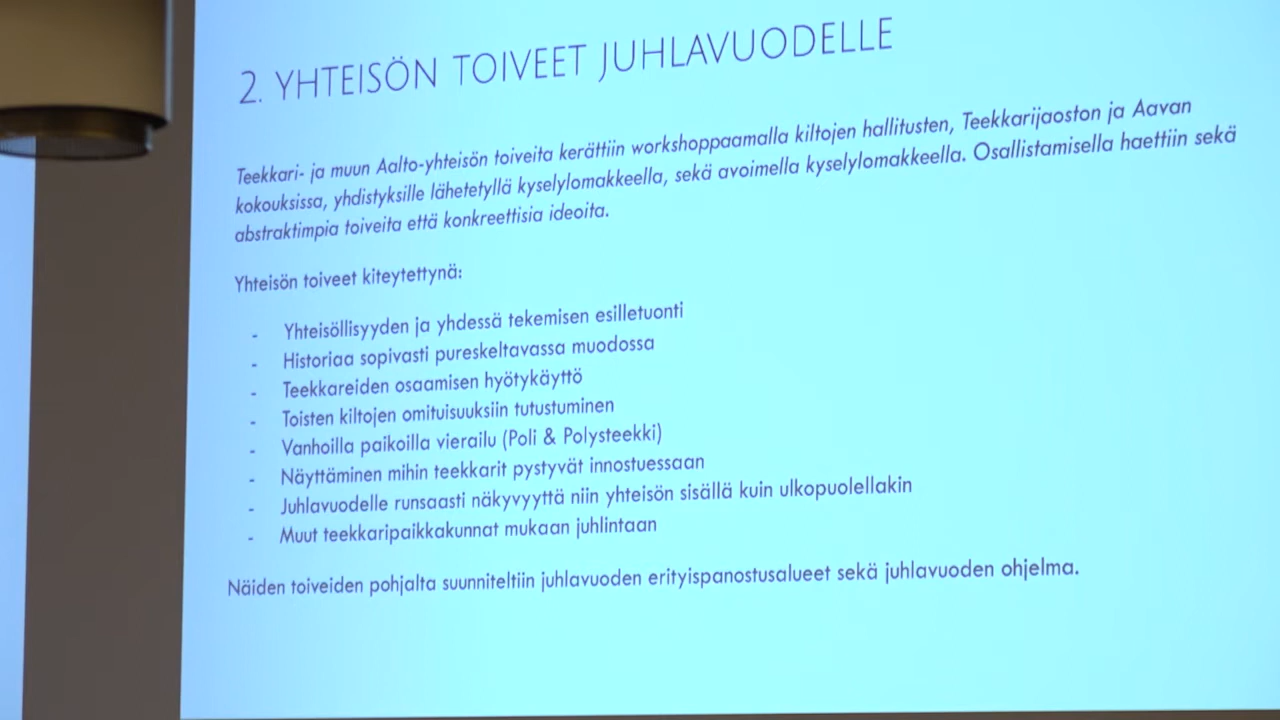 2. YHTEISÖN TOIVEET JUHLAVUODELLE
Teekkari- ja muun Aalto-yhteisön toiveita kerättiin workshoppaamalla kiltojen hallitusten, Teekkarijaoston ja Aavan
kokouksissa, yhdistyksille lähetetyllä kyselylomakkeella, sekä avoimella kyselylomakkeella. Osallistamisella haettiin sekä
abstraktimpia toiveita että konkreettisia ideoita.
Yhteisön toiveet kiteytettynä:
- Yhteisöllisyyden ja yhdessä tekemisen esilletuonti
- Historiaa sopivasti pureskeltavassa muodossa
- Teekkareiden osaamisen hyötykäyttö
- Toisten kiltojen omituisuuksiin tutustuminen
- Vanhoilla paikoilla vierailu (Poli & Polysteekki)
- Näyttäminen mihin teekkarit pystyvät innostuessaan
- Juhlavuodelle runsaasti näkyvyyttä niin yhteisön sisällä kuin ulkopuolellakin
- Muut teekkaripaikkakunnat mukaan juhlintaan
Näiden toiveiden pohjalta suunniteltiin juhlavuoden erityispanostusalueet sekä juhlavuoden ohjelma.